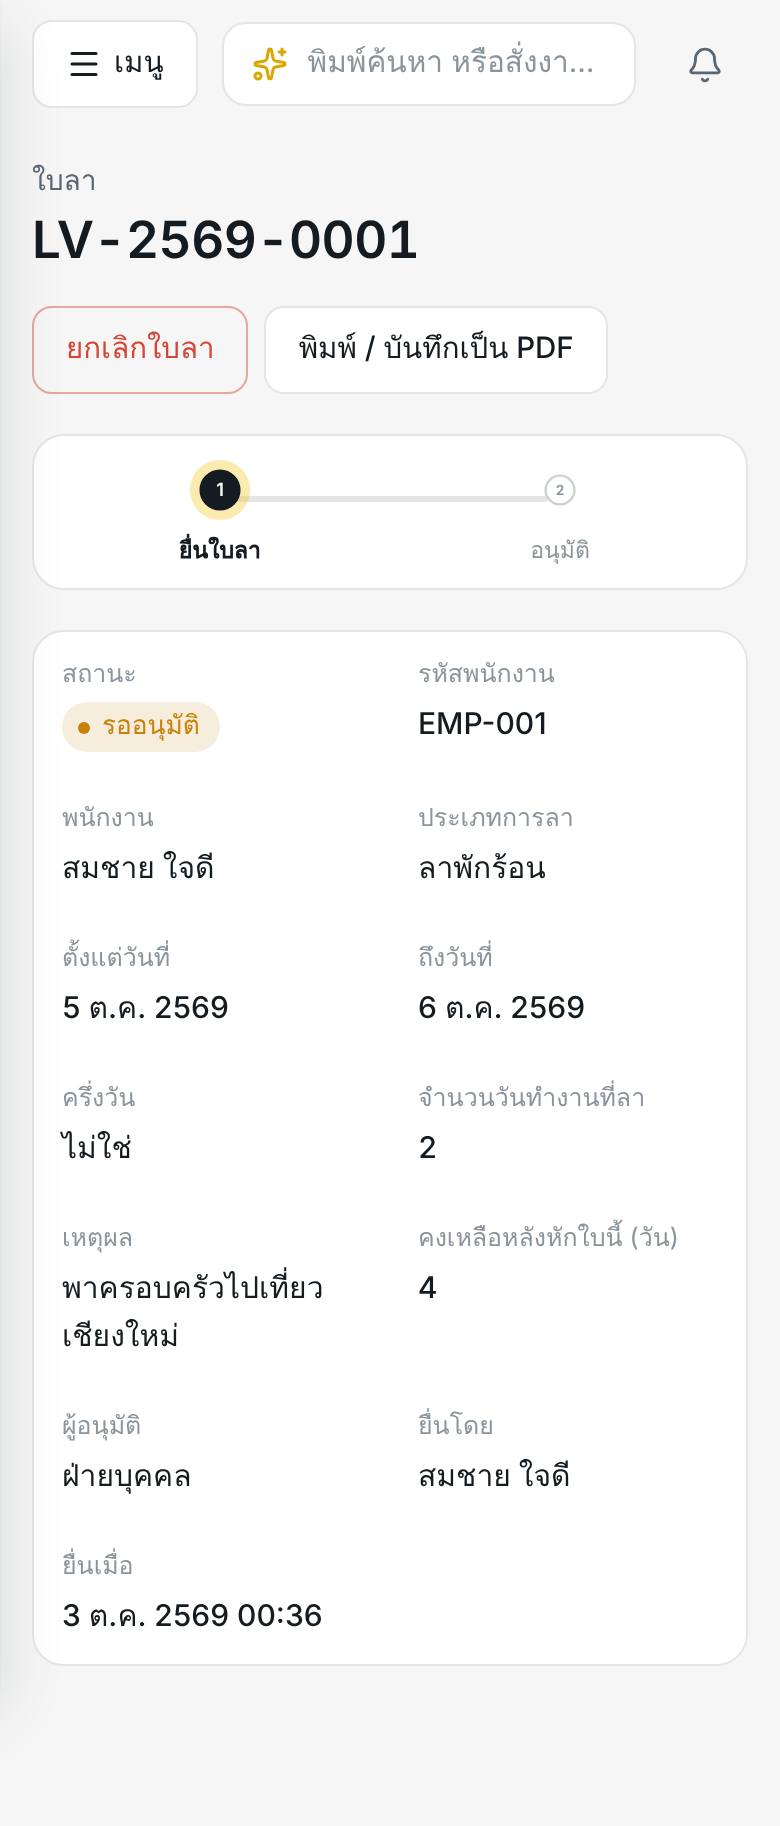 เมนู
พิมพ์ค้นหา หรือสั่งงา...
ใบลา
LV-2569-0001
ยกเลิกใบลา
พิมพ์ / บันทึกเป็น PDF
1
2
ยื่นใบลา
อนุมัติ
สถานะ
รหัสพนักงาน
รออนุมัติ
EMP-001
พนักงาน
ประเภทการลา
สมชาย ใจดี
ลาพักร้อน
ตั้งแต่วันที่
ถึงวันที่
5 ต.ค. 2569
6 ต.ค. 2569
ครึ่งวัน
จำนวนวันทำงานที่ลา
ไม่ใช่
2
เหตุผล
คงเหลือหลังหักใบนี้ (วัน)
พาครอบครัวไปเที่ยว
เชียงใหม่
4
ผู้อนุมัติ
ยื่นโดย
ฝ่ายบุคคล
สมชาย ใจดี
ยื่นเมื่อ
3 ต.ค. 2569 00:36